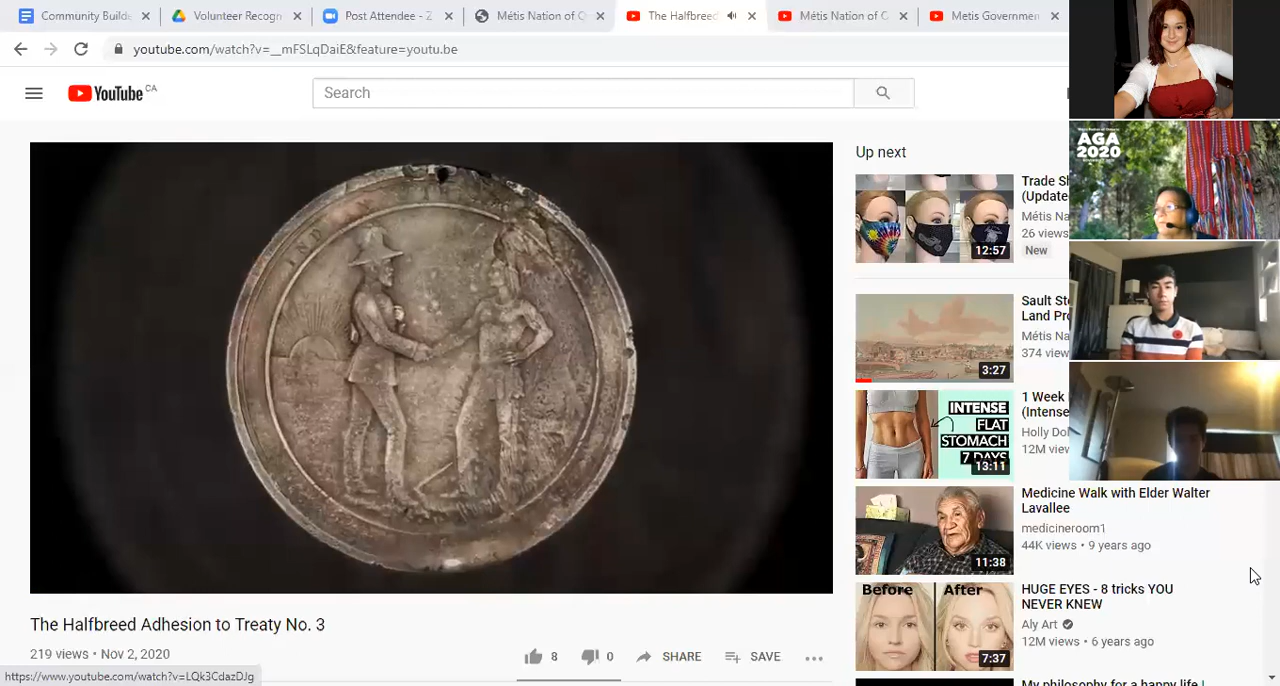 Community Builde
Volunteer Recogn
Post Attendee - Z
Métis Nation of O
The Halfbreed
Métis Nation of O
Metis Governmen
youtube.com/watch?v=__mFSLqDaiE&feature=youtu.be
YouTube CA
Search
AGA
2020
Up next
Trade Sh
(Update
Métis Na
26 views
New
12:57
Sault Ste
Land Pro
Métis Na
374 view
3:27
1 Week
(Intense
Holly Dol
12M view
INTENSE
FLAT
STOMACH
7 DAYS
13:11
Medicine Walk with Elder Walter
Lavallee
medicineroom1
44K views • 9 years ago
11:38
HUGE EYES - 8 tricks YOU
NEVER KNEW
Aly Art
12M views • 6 years ago
Before After
7:37
My philosophy for a happy life |
The Halfbreed Adhesion to Treaty No. 3
219 views • Nov 2, 2020
8 0 SHARE SAVE
https://www.youtube.com/watch?v=LQk3CdazDJg